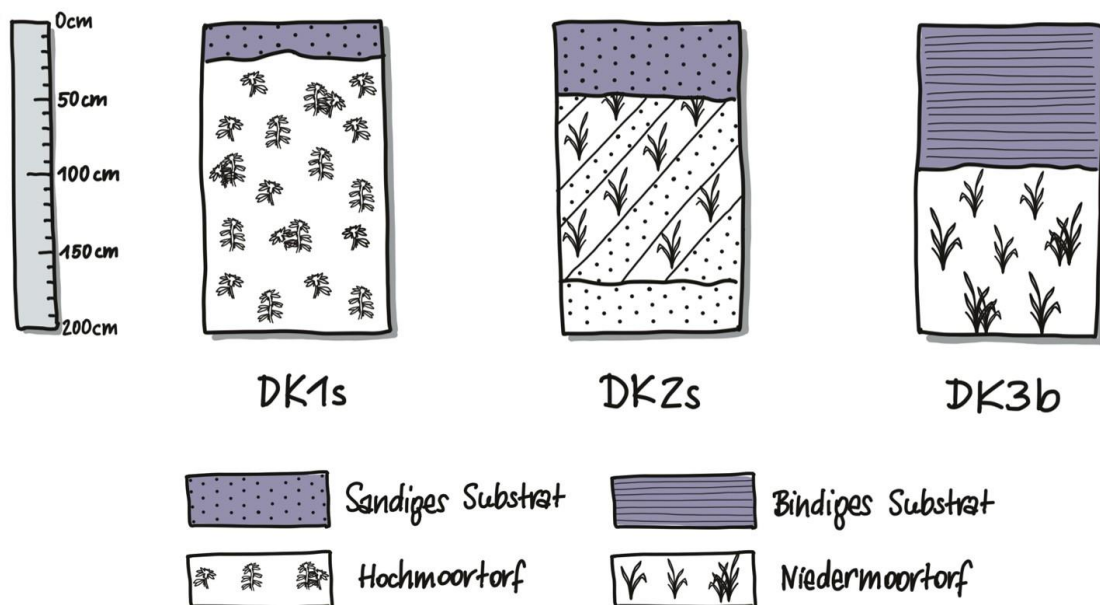 0cm
50cm
100cm
150cm
200cm
DK1s
DK2s
DK3b
Sandiges Substrat
Bindiges Substrat
Hochmoortorf
Niedermoortorf